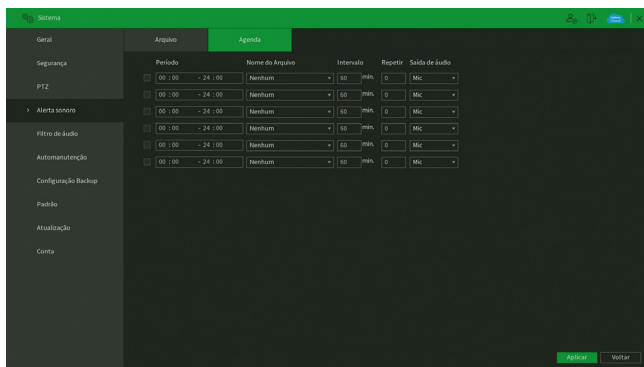 Sistema
Geral
Segurança
PTZ
> Alerta sonoro
Filtro de áudio
Automanutenção
Configuração Backup
Padrão
Atualização
Conta
Arquivo Agenda
Período Nome do Arquivo Intervalo Repetir Saída de áudio
00 : 00 - 24 : 00 Nenhum 60 min. 0 Mic
00 : 00 - 24 : 00 Nenhum 60 min. 0 Mic
00 : 00 - 24 : 00 Nenhum 60 min. 0 Mic
00 : 00 - 24 : 00 Nenhum 60 min. 0 Mic
00 : 00 - 24 : 00 Nenhum 60 min. 0 Mic
00 : 00 - 24 : 00 Nenhum 60 min. 0 Mic
Aplicar Voltar